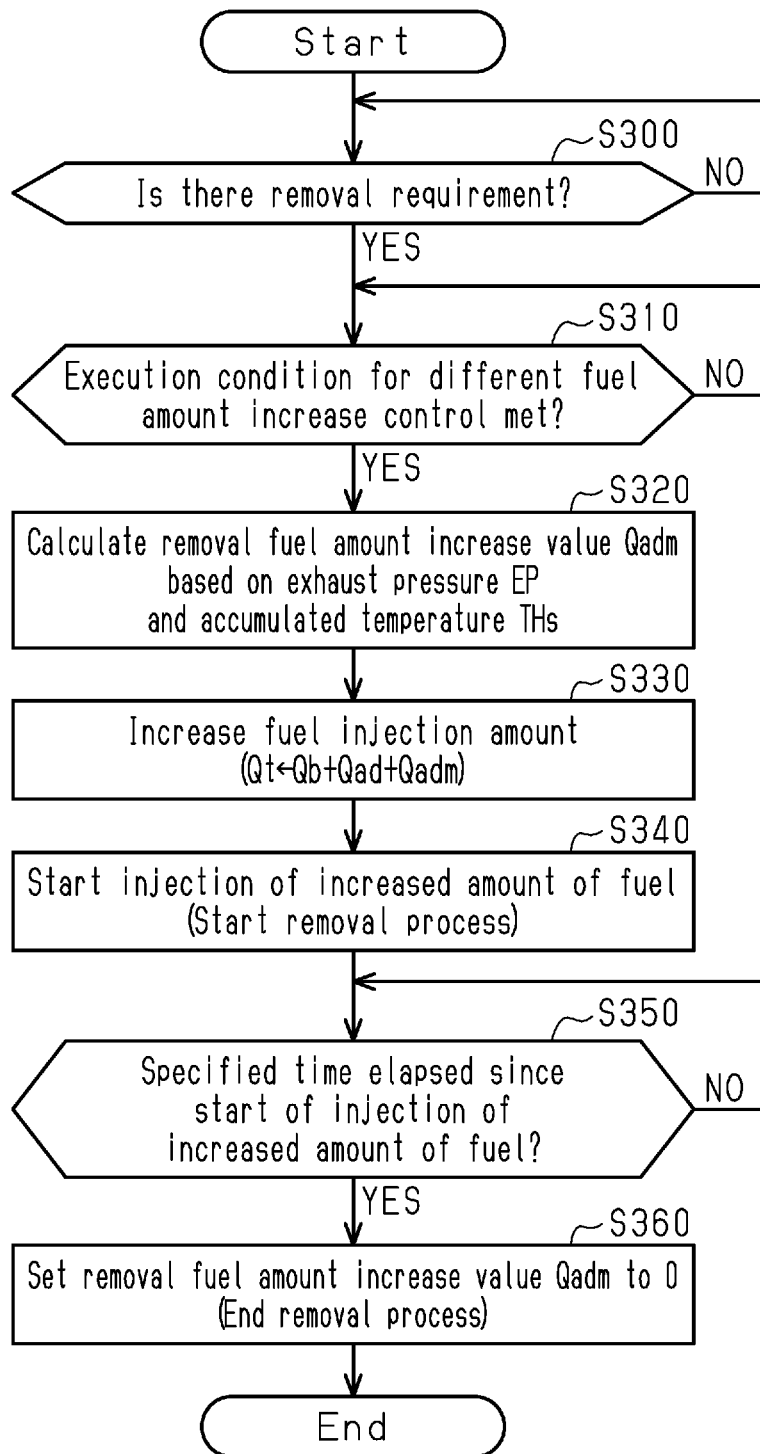 Start
S300
Is there removal requirement?
NO
YES
S310
Execution condition for different fuel
amount increase control met?
NO
YES
S320
Calculate removal fuel amount increase value Qadm
based on exhaust pressure EP
and accumulated temperature THs
S330
Increase fuel injection amount
(Qt←Qb+Qad+Qadm)
S340
Start injection of increased amount of fuel
(Start removal process)
S350
Specified time elapsed since
start of injection of
increased amount of fuel?
NO
YES
S360
Set removal fuel amount increase value Qadm to 0
(End removal process)
End